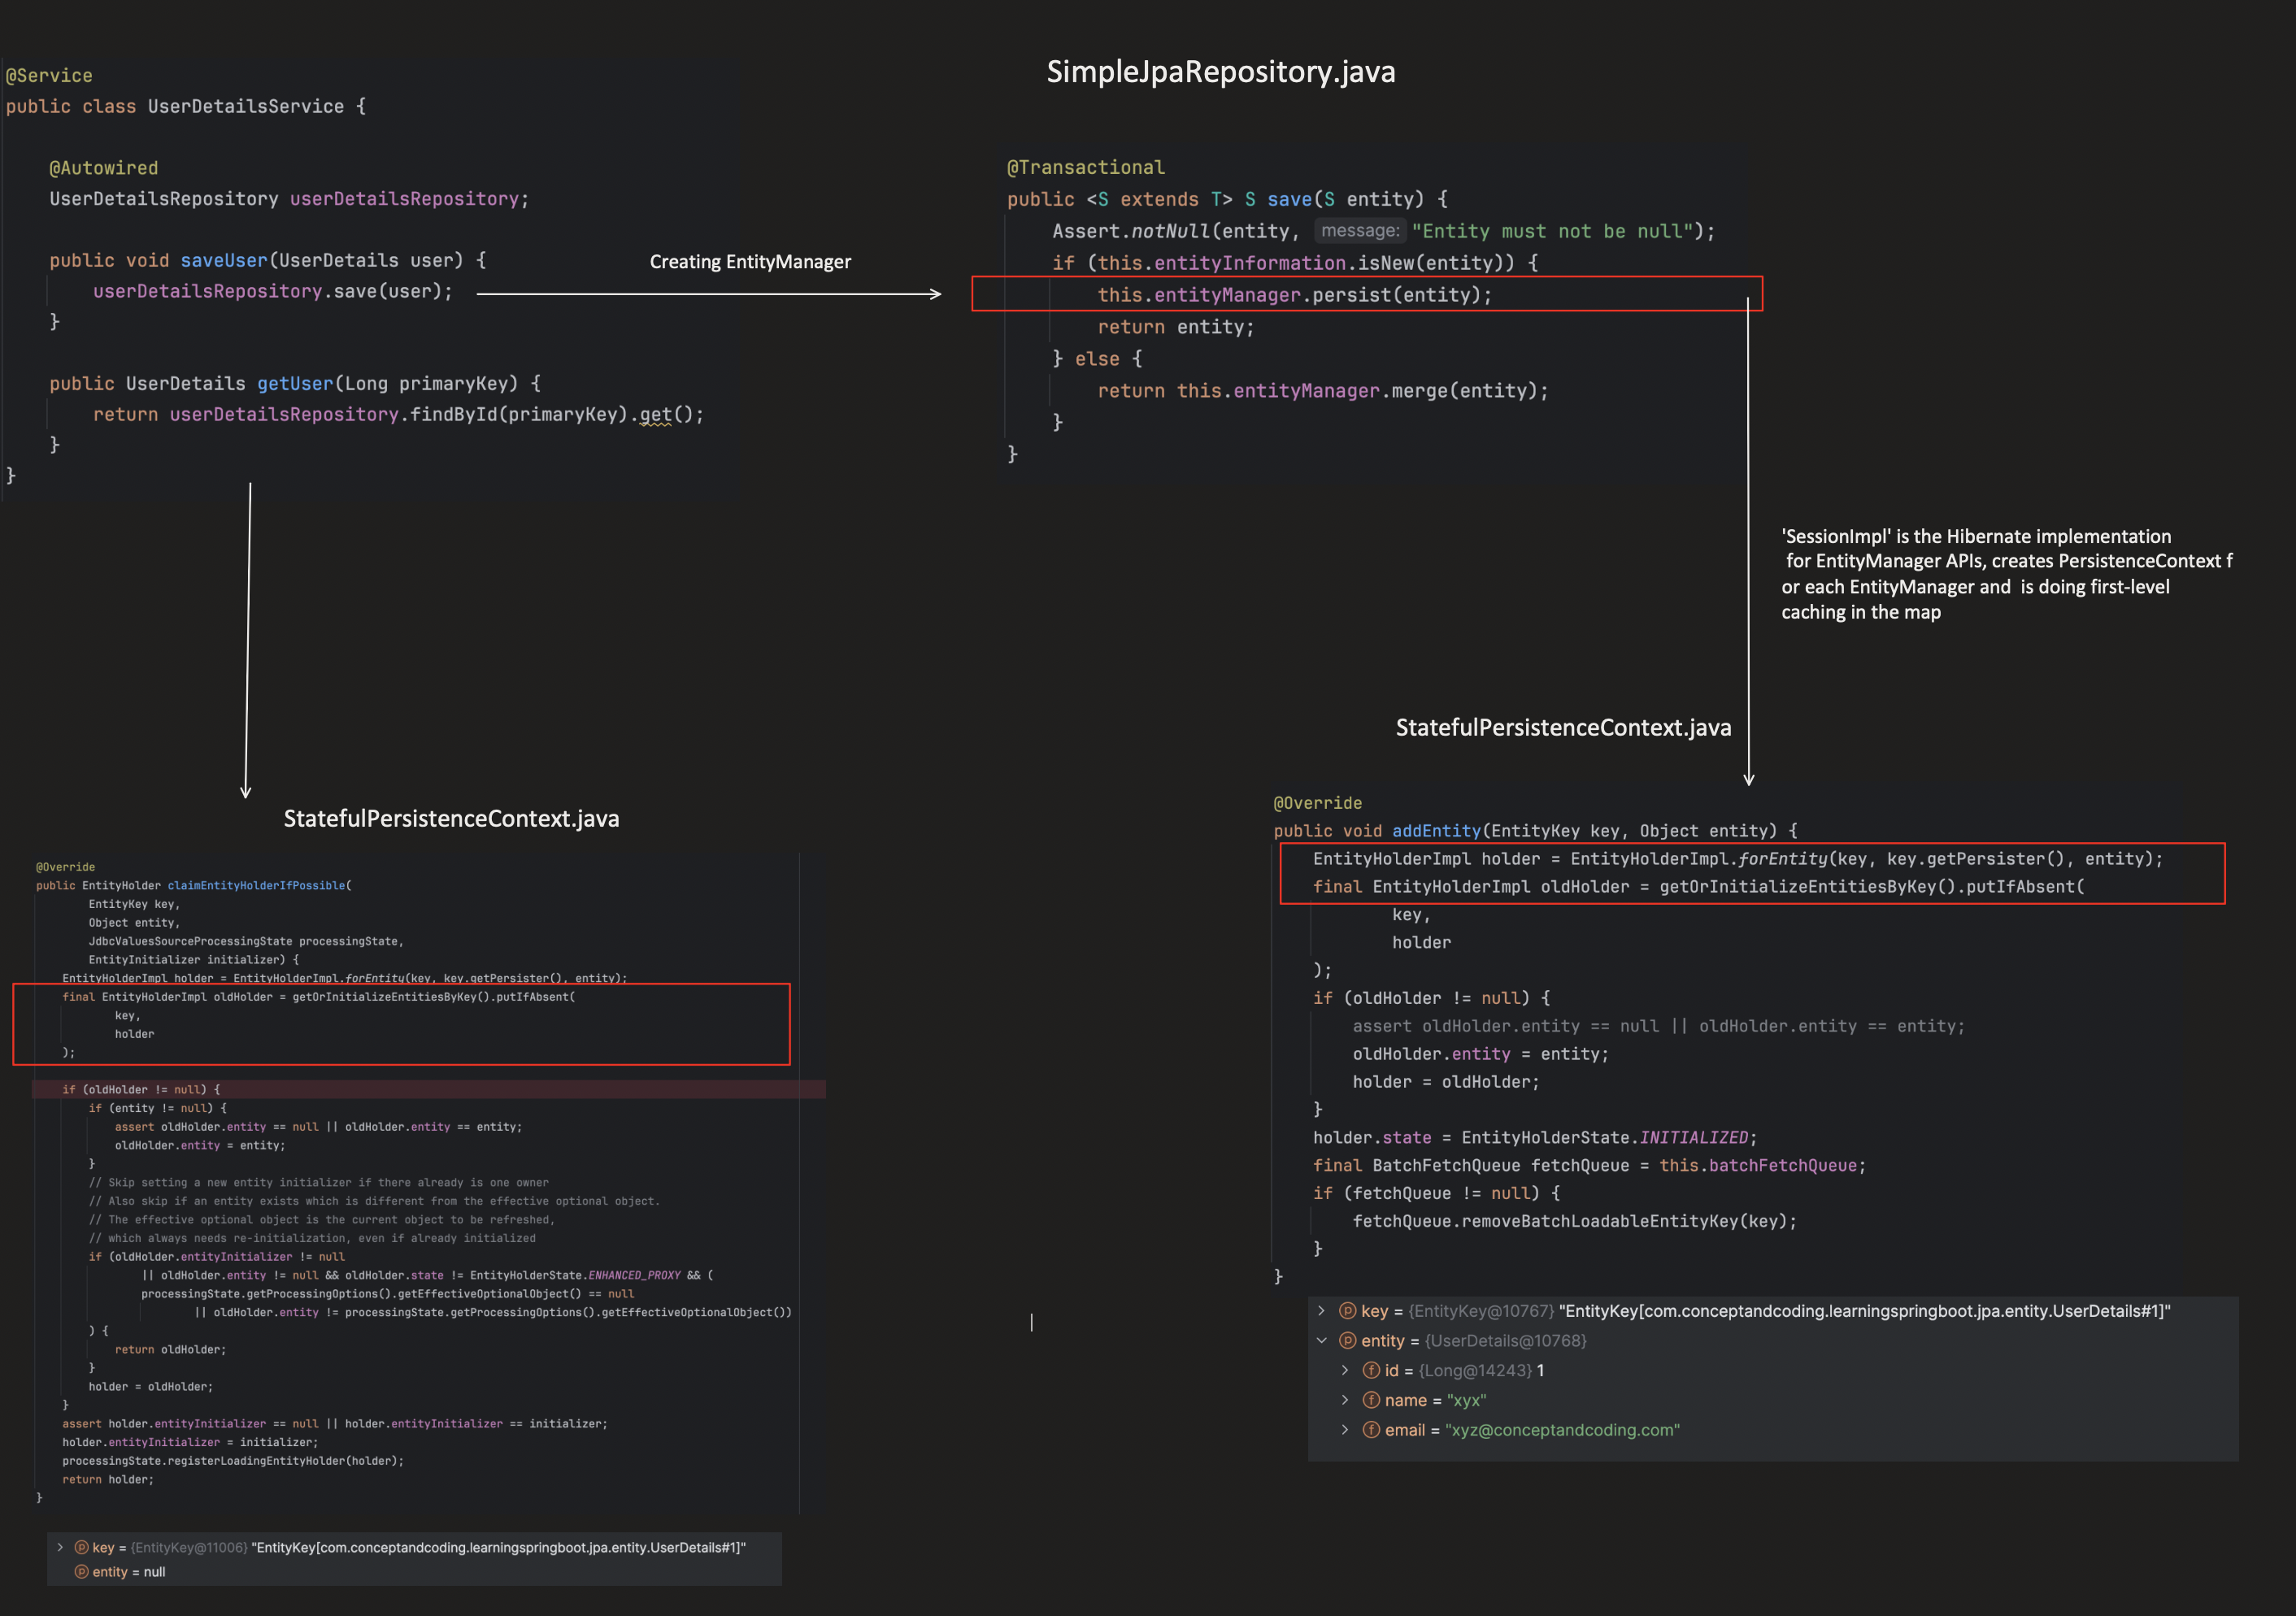 @Service
public class UserDetailsService {
@Autowired
UserDetailsRepository userDetailsRepository;
public void saveUser(UserDetails user) {
userDetailsRepository.save(user);
}
public UserDetails getUser(Long primaryKey) {
return userDetailsRepository.findById(primaryKey).get();
}
}
Creating EntityManager
SimpleJpaRepository.java
@Transactional
public <S extends T> S save(S entity) {
Assert.notNull(entity, message: "Entity must not be null");
if (this.entityInformation.isNew(entity)) {
this.entityManager.persist(entity);
return entity;
} else {
return this.entityManager.merge(entity);
}
}
'SessionImpl' is the Hibernate implementation
for EntityManager APIs, creates PersistenceContext f
or each EntityManager and  is doing first-level
caching in the map
StatefulPersistenceContext.java
@Override
public EntityHolder claimEntityHolderIfPossible(
EntityKey key,
Object entity,
JdbcValuesSourceProcessingState processingState,
EntityInitializer initializer) {
EntityHolderImpl holder = EntityHolderImpl.forEntity(key, key.getPersister(), entity);
final EntityHolderImpl oldHolder = getOrInitializeEntitiesByKey().putIfAbsent(
key,
holder
);
if (oldHolder != null) {
if (entity != null) {
assert oldHolder.entity == null || oldHolder.entity == entity;
oldHolder.entity = entity;
}
// Skip setting a new entity initializer if there already is one owner
// Also skip if an entity exists which is different from the effective optional object.
// The effective optional object is the current object to be refreshed,
// which always needs re-initialization, even if already initialized
if (oldHolder.entityInitializer != null
|| oldHolder.entity != null && oldHolder.state != EntityHolderState.ENHANCED_PROXY && (
processingState.getProcessingOptions().getEffectiveOptionalObject() == null
|| oldHolder.entity != processingState.getProcessingOptions().getEffectiveOptionalObject())
) {
return oldHolder;
}
holder = oldHolder;
}
assert holder.entityInitializer == null || holder.entityInitializer == initializer;
holder.entityInitializer = initializer;
processingState.registerLoadingEntityHolder(holder);
return holder;
}
key = {EntityKey@11006} "EntityKey[com.conceptandcoding.learningspringboot.jpa.entity.UserDetails#1]"
entity = null
StatefulPersistenceContext.java
@Override
public void addEntity(EntityKey key, Object entity) {
EntityHolderImpl holder = EntityHolderImpl.forEntity(key, key.getPersister(), entity);
final EntityHolderImpl oldHolder = getOrInitializeEntitiesByKey().putIfAbsent(
key,
holder
);
if (oldHolder != null) {
assert oldHolder.entity == null || oldHolder.entity == entity;
oldHolder.entity = entity;
holder = oldHolder;
}
holder.state = EntityHolderState.INITIALIZED;
final BatchFetchQueue fetchQueue = this.batchFetchQueue;
if (fetchQueue != null) {
fetchQueue.removeBatchLoadableEntityKey(key);
}
}
key = {EntityKey@10767} "EntityKey[com.conceptandcoding.learningspringboot.jpa.entity.UserDetails#1]"
entity = {UserDetails@10768}
id = {Long@14243} 1
name = "xyx"
email = "xyz@conceptandcoding.com"